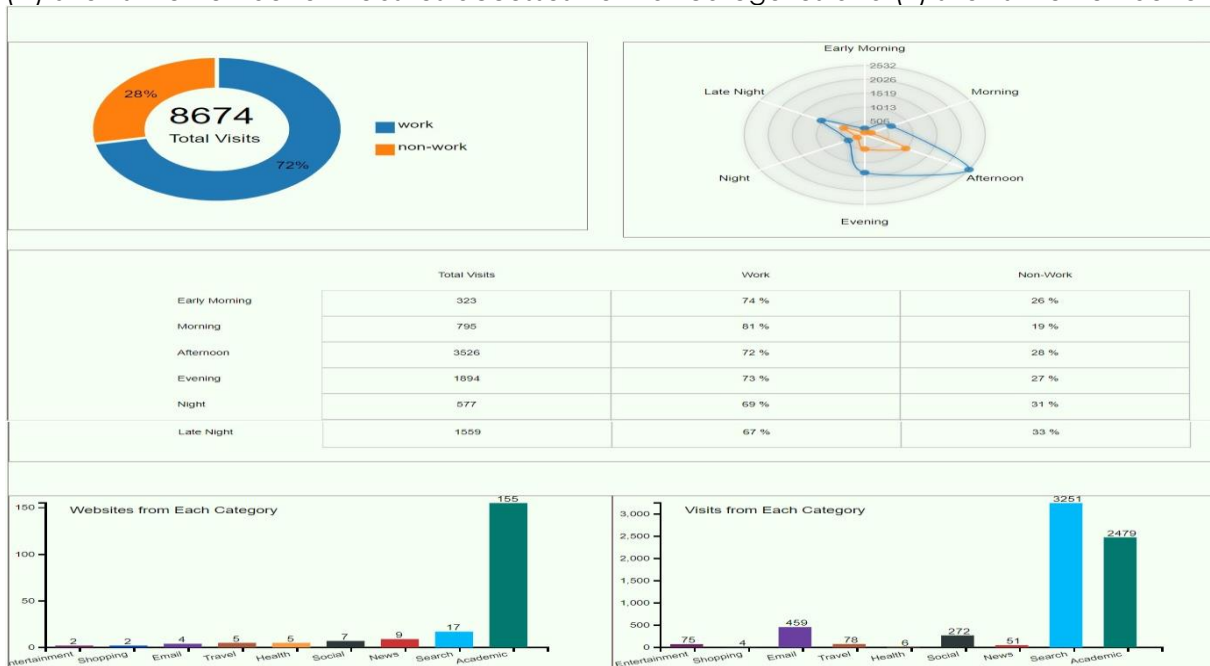 28%
8674
Total Visits
72%
work
non-work
Early Morning
2532
2026
1519
1013
506
Late Night
Morning
Night
Afternoon
Evening
Total Visits Work Non-Work
Early Morning 323 74 % 26 %
Morning 795 81 % 19 %
Afternoon 3526 72 % 28 %
Evening 1894 73 % 27 %
Night 577 69 % 31 %
Late Night 1559 67 % 33 %
Websites from Each Category
150
100
50
0
2 2 4 5 5 7 9 17 155
ntertainment Shopping Email Travel Health Social News Search Academic
Visits from Each Category
3,000
2,500
2,000
1,500
1,000
500
0
75 4 459 78 6 272 51 3251 2479
Entertainment Shopping Email Travel Health Social News Search Academic